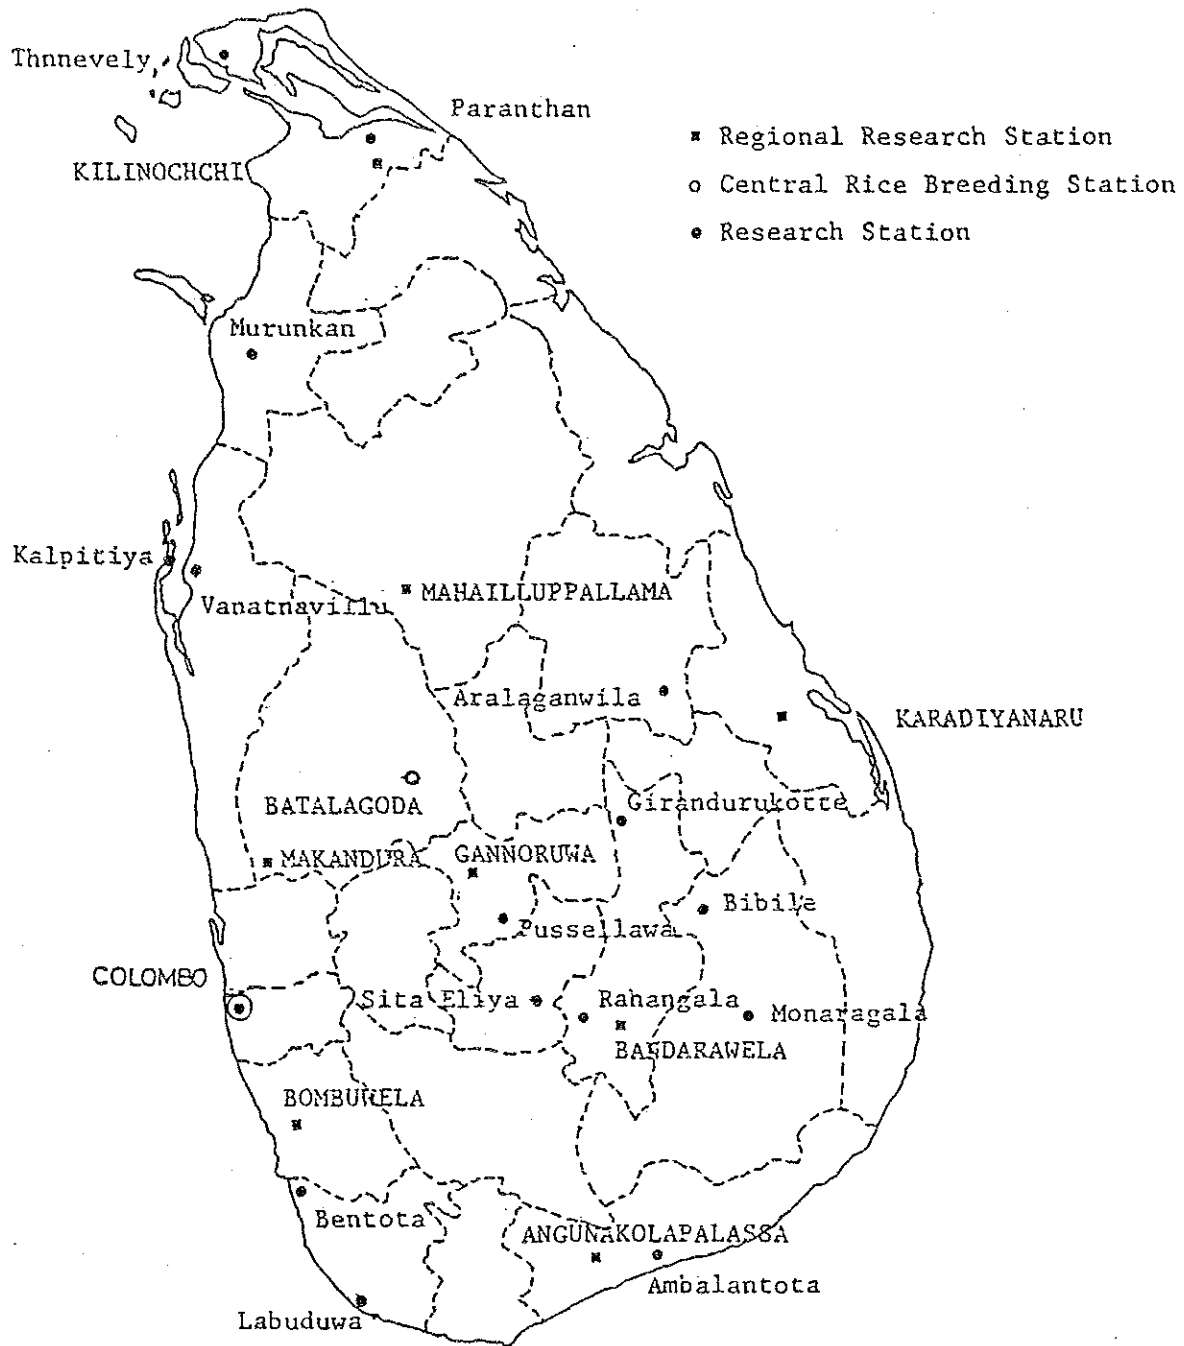 Thnnevely
Paranthan
Regional Research Station
KILINOCHCHI
Central Rice Breeding Station
Research Station
Murunkan
Kalpitiya
Vanatnavillu
MAHAILLUPPALLAMA
Aralaganwila
KARADIYANARU
BATALAGODA
Girandurukotte
MAKANDURA
GANNORUWA
Bibile
Pussellawa
COLOMBO
Sita Eliya
Rahangala
Monaragala
BANDARAWELA
BOMBUWELA
Bentota
ANGUNAKOLAPALASSA
Ambalantota
Labuduwa